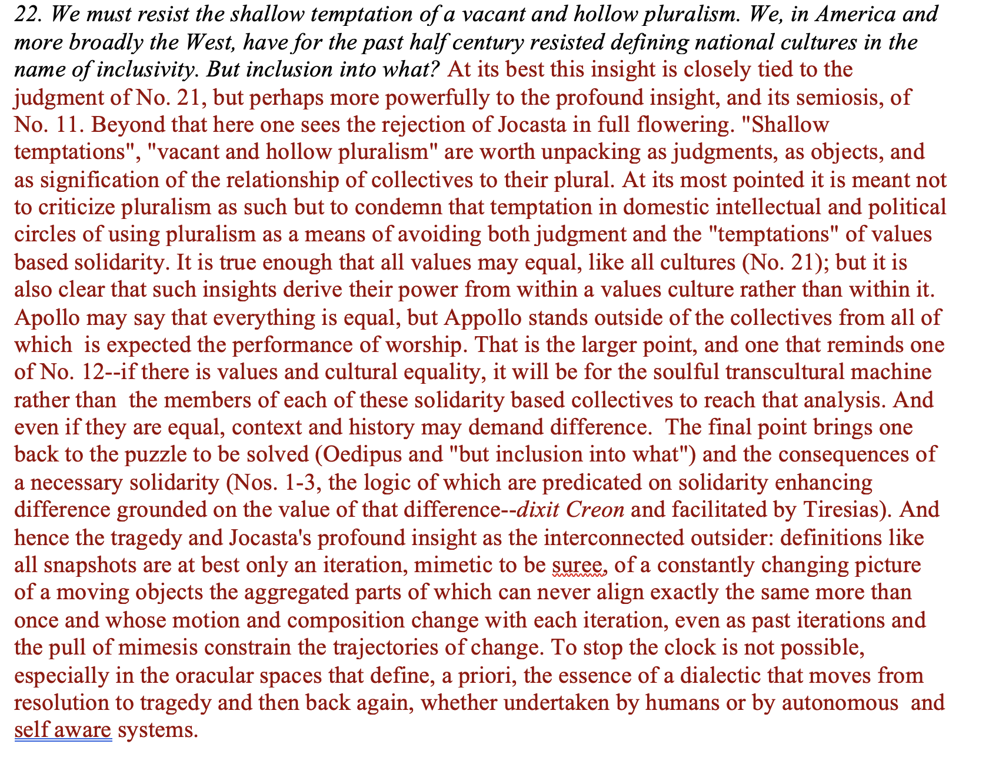 22. We must resist the shallow temptation of a vacant and hollow pluralism. We, in America and
more broadly the West, have for the past half century resisted defining national cultures in the
name of inclusivity. But inclusion into what? At its best this insight is closely tied to the
judgment of No. 21, but perhaps more powerfully to the profound insight, and its semiosis, of
No. 11. Beyond that here one sees the rejection of Jocasta in full flowering. "Shallow
temptations", "vacant and hollow pluralism" are worth unpacking as judgments, as objects, and
as signification of the relationship of collectives to their plural. At its most pointed it is meant not
to criticize pluralism as such but to condemn that temptation in domestic intellectual and political
circles of using pluralism as a means of avoiding both judgment and the "temptations" of values
based solidarity. It is true enough that all values may equal, like all cultures (No. 21); but it is
also clear that such insights derive their power from within a values culture rather than within it.
Apollo may say that everything is equal, but Appollo stands outside of the collectives from all of
which  is expected the performance of worship. That is the larger point, and one that reminds one
of No. 12--if there is values and cultural equality, it will be for the soulful transcultural machine
rather than  the members of each of these solidarity based collectives to reach that analysis. And
even if they are equal, context and history may demand difference.  The final point brings one
back to the puzzle to be solved (Oedipus and "but inclusion into what") and the consequences of
a necessary solidarity (Nos. 1-3, the logic of which are predicated on solidarity enhancing
difference grounded on the value of that difference--dixit Creon and facilitated by Tiresias). And
hence the tragedy and Jocasta's profound insight as the interconnected outsider: definitions like
all snapshots are at best only an iteration, mimetic to be suree, of a constantly changing picture
of a moving objects the aggregated parts of which can never align exactly the same more than
once and whose motion and composition change with each iteration, even as past iterations and
the pull of mimesis constrain the trajectories of change. To stop the clock is not possible,
especially in the oracular spaces that define, a priori, the essence of a dialectic that moves from
resolution to tragedy and then back again, whether undertaken by humans or by autonomous  and
self aware systems.